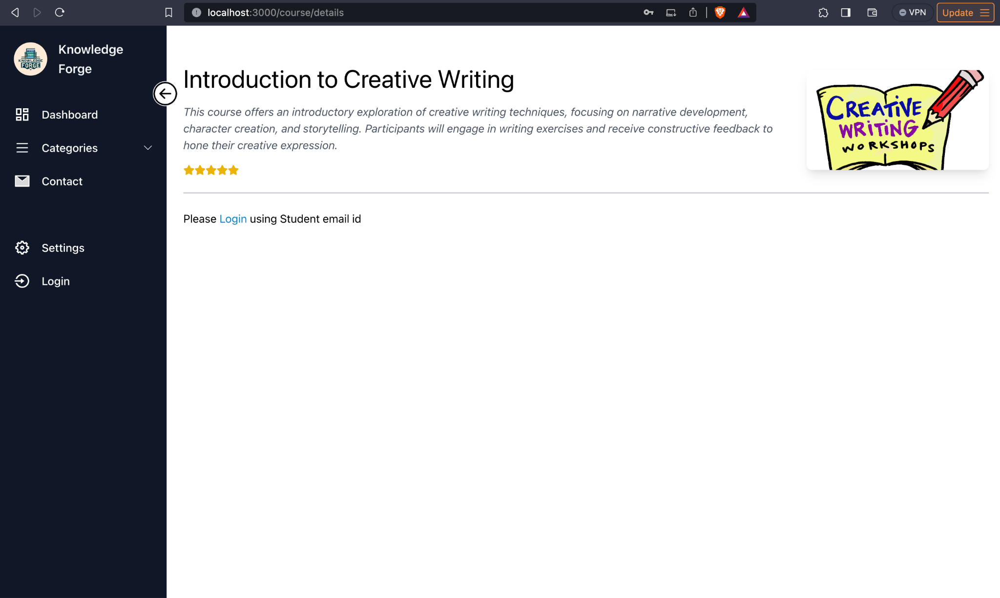 localhost:3000/course/details
VPN
Update
KNOWLEDGE
FORGE
Knowledge
Forge
Dashboard
Categories
Contact
Settings
Login
Introduction to Creative Writing
This course offers an introductory exploration of creative writing techniques, focusing on narrative development,
character creation, and storytelling. Participants will engage in writing exercises and receive constructive feedback to
hone their creative expression.
CREATiVE
WRiTiNG
WORKSHOPS
Please Login using Student email id